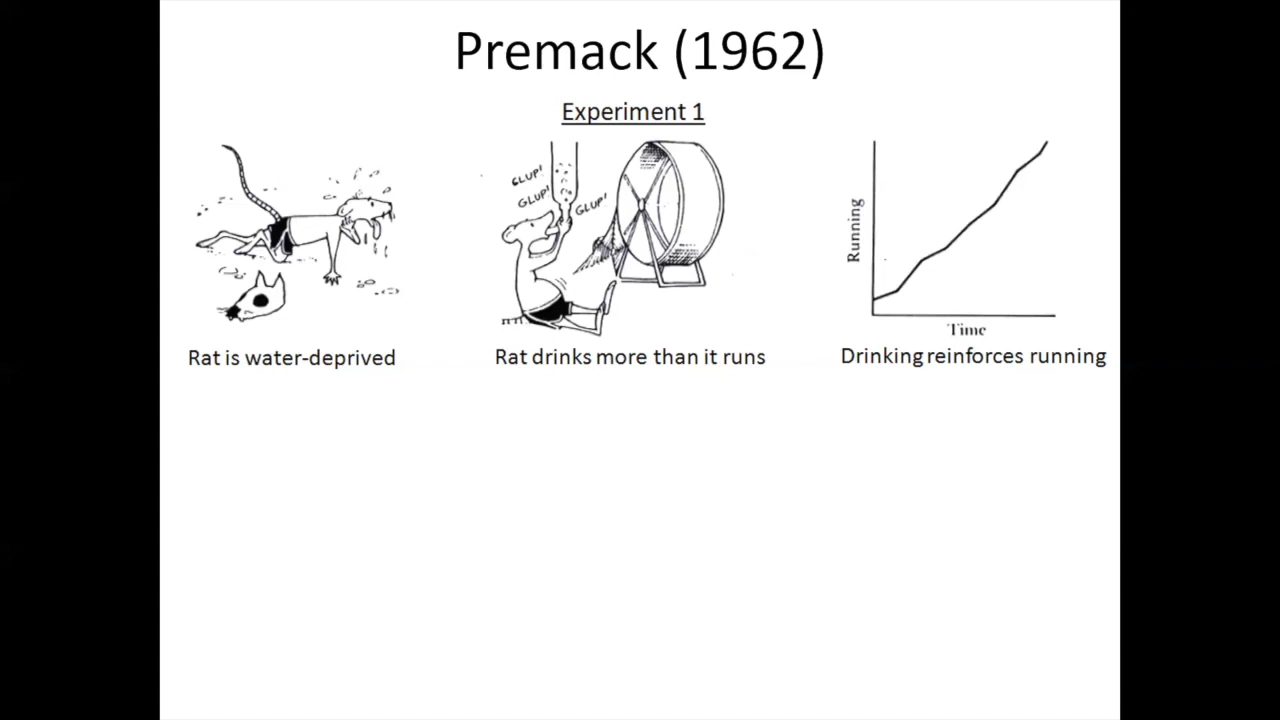 Premack (1962)
Experiment 1
GLUP!
GLUP!
GLUP!
Running
Time
Rat is water-deprived
Rat drinks more than it runs
Drinking reinforces running